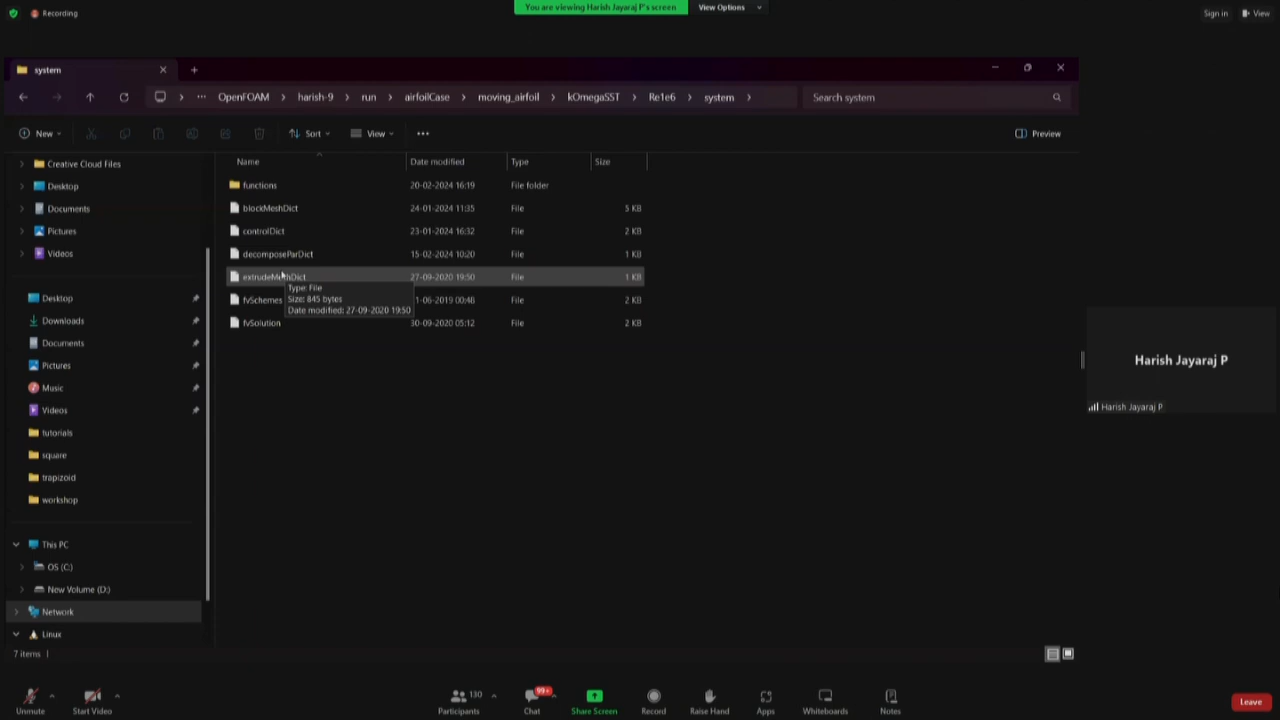 Recording
You are viewing Harish Jayaraj P's screen
View Options
Sign in
View
system
OpenFOAM
harish-9
run
airfoilCase
moving_airfoil
kOmegaSST
Re1e6
system
Search system
New
Sort
View
Preview
Creative Cloud Files
Desktop
Documents
Pictures
Videos
Desktop
Downloads
Documents
Pictures
Music
Videos
tutorials
square
trapizoid
workshop
This PC
OS (C:)
New Volume (D:)
Network
Linux
Name Date modified Type Size
functions 20-02-2024 16:19 File folder
blockMeshDict 24-01-2024 11:35 File 5 KB
controlDict 23-01-2024 16:32 File 2 KB
decomposeParDict 15-02-2024 10:20 File 1 KB
extrudeMeshDict 27-09-2020 19:50 File 1 KB
Type: File
Size: 845 bytes
Date modified: 27-09-2020 19:50
fvSchemes 1-06-2019 00:48 File 2 KB
fvSolution 30-09-2020 05:12 File 2 KB
7 items
Harish Jayaraj P
Harish Jayaraj P
Unmute
Start Video
130
Participants
99+
Chat
Share Screen
Record
Raise Hand
Apps
Whiteboards
Notes
Leave